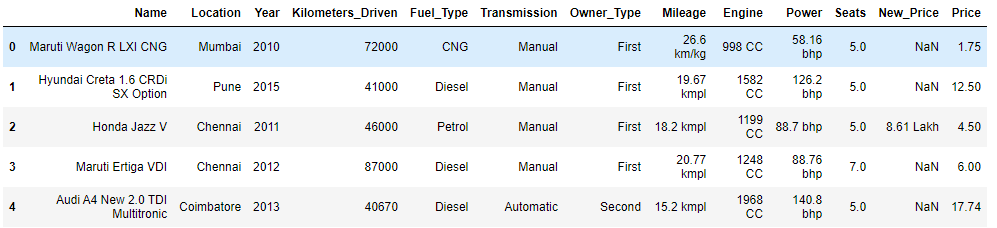 Name Location Year Kilometers_Driven Fuel_Type Transmission Owner_Type Mileage Engine Power Seats New_Price Price
0 Maruti Wagon R LXI CNG Mumbai 2010 72000 CNG Manual First 26.6 km/kg 998 CC 58.16 bhp 5.0 NaN 1.75
1 Hyundai Creta 1.6 CRDi SX Option Pune 2015 41000 Diesel Manual First 19.67 kmpl 1582 CC 126.2 bhp 5.0 NaN 12.50
2 Honda Jazz V Chennai 2011 46000 Petrol Manual First 18.2 kmpl 1199 CC 88.7 bhp 5.0 8.61 Lakh 4.50
3 Maruti Ertiga VDI Chennai 2012 87000 Diesel Manual First 20.77 kmpl 1248 CC 88.76 bhp 7.0 NaN 6.00
4 Audi A4 New 2.0 TDI Multitronic Coimbatore 2013 40670 Diesel Automatic Second 15.2 kmpl 1968 CC 140.8 bhp 5.0 NaN 17.74